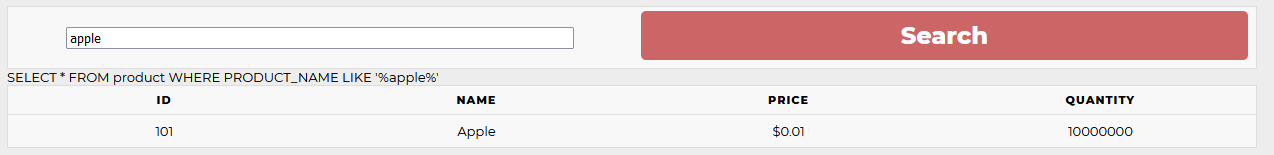 apple Search
SELECT * FROM product WHERE PRODUCT_NAME LIKE '%apple%'
ID NAME PRICE QUANTITY
101 Apple $0.01 10000000